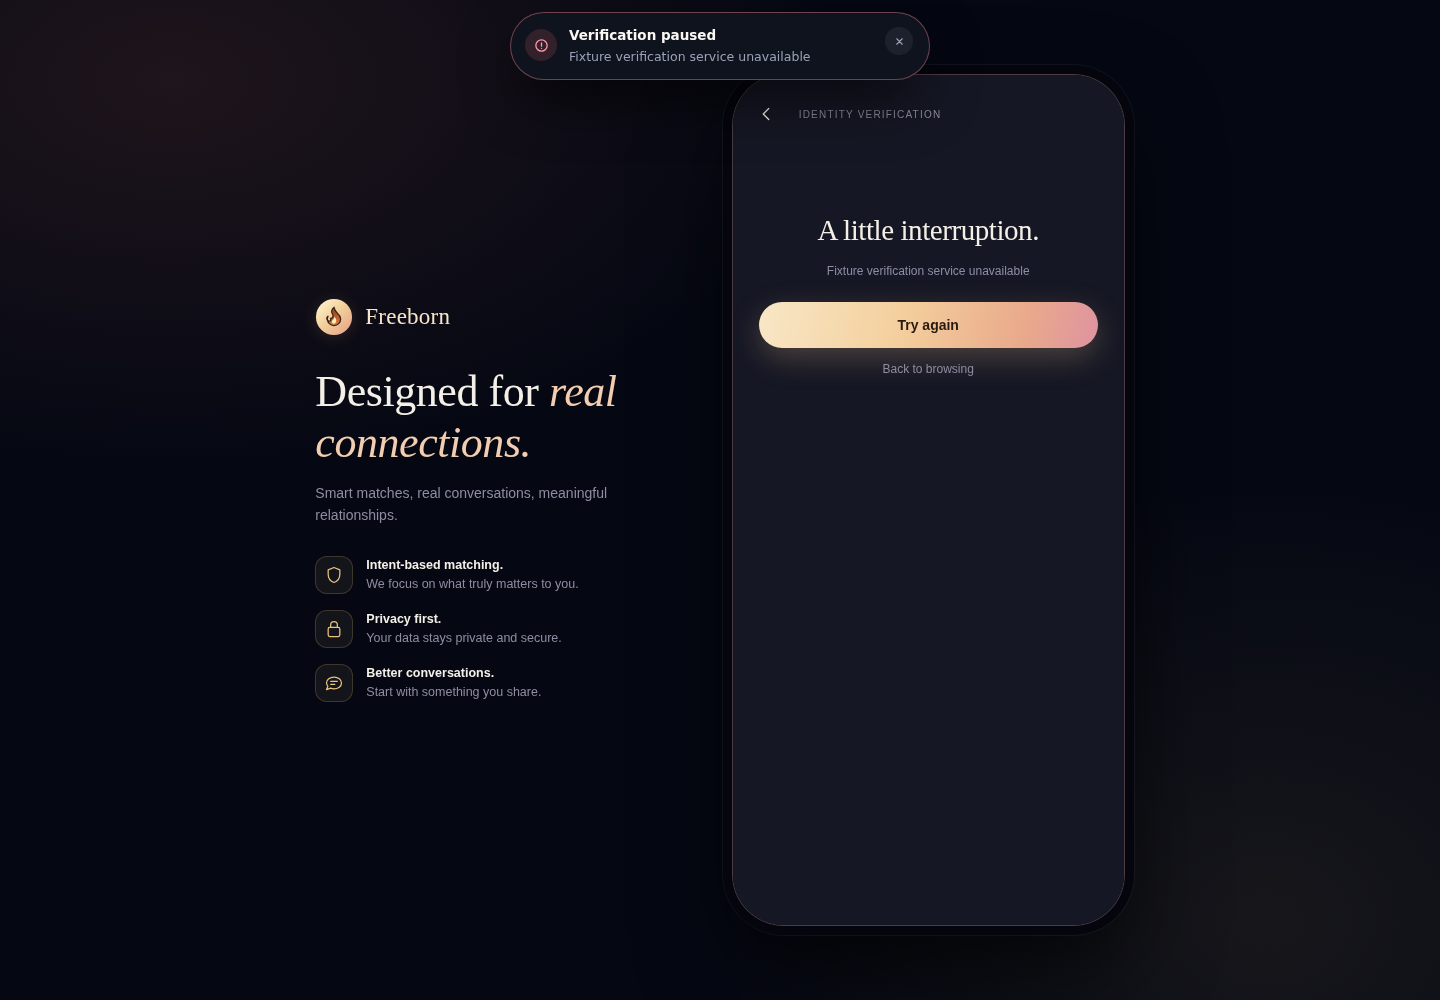 Verification paused
Fixture verification service unavailable
IDENTITY VERIFICATION
A little interruption.
Fixture verification service unavailable
Try again
Back to browsing
Freeborn
Designed for real
connections.
Smart matches, real conversations, meaningful
relationships.
Intent-based matching.
We focus on what truly matters to you.
Privacy first.
Your data stays private and secure.
Better conversations.
Start with something you share.